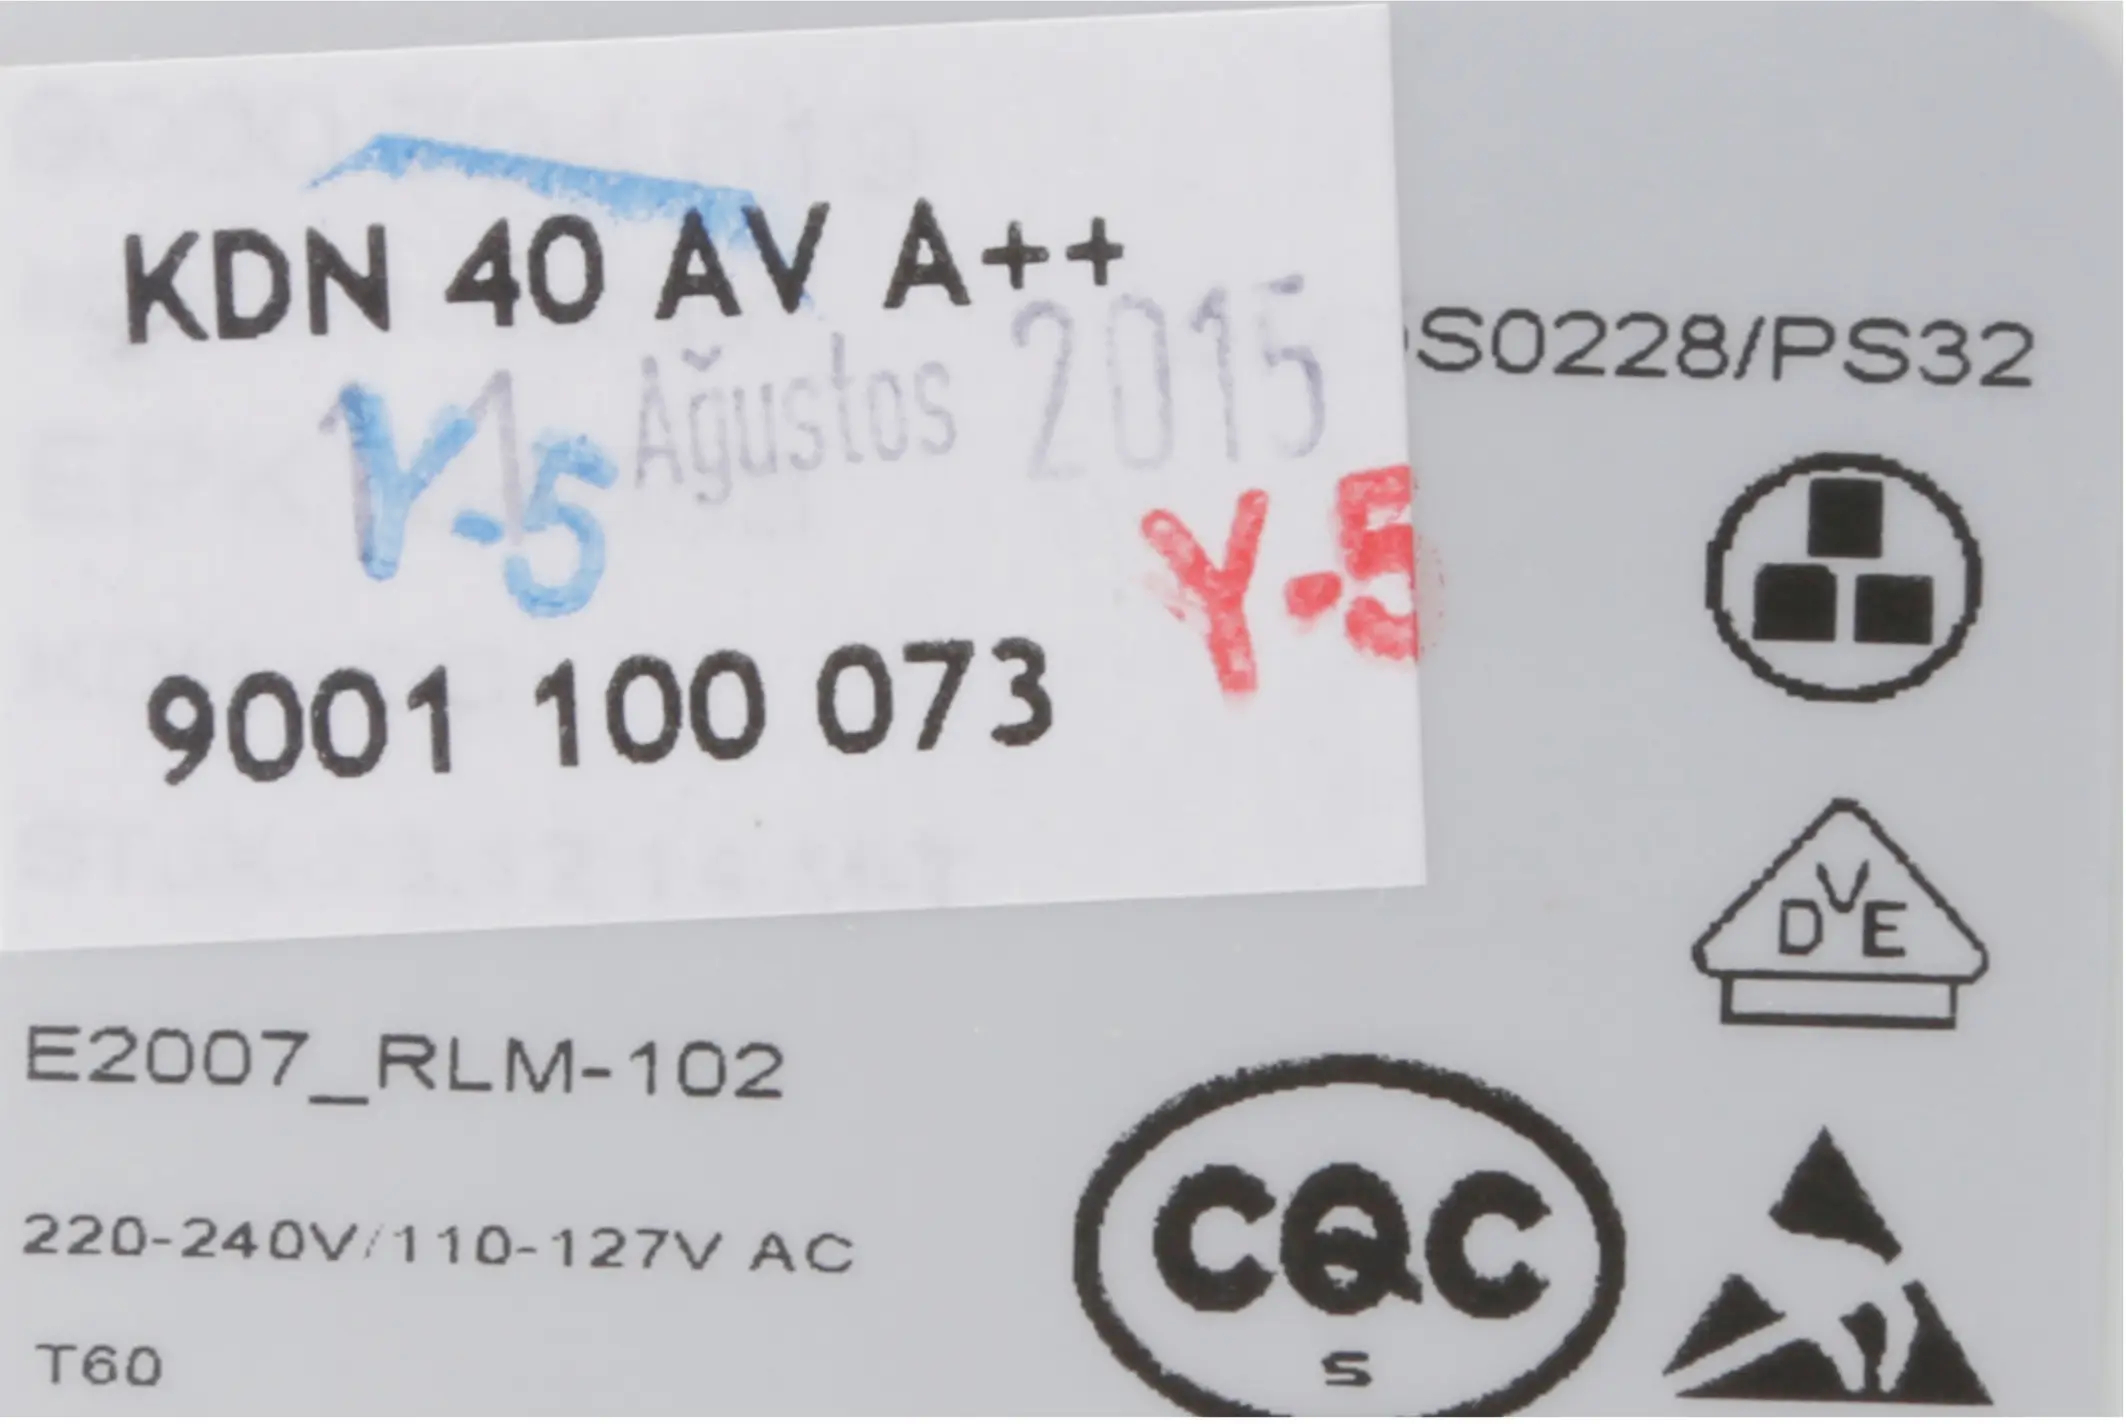 KDN 40 AV A++
11 Ağustos 2015
Y-5
Y-5
9001 100 073
S0228/PS32
DVE
E2007_RLM-102
220-240V/110-127V AC
T60
CQC
S